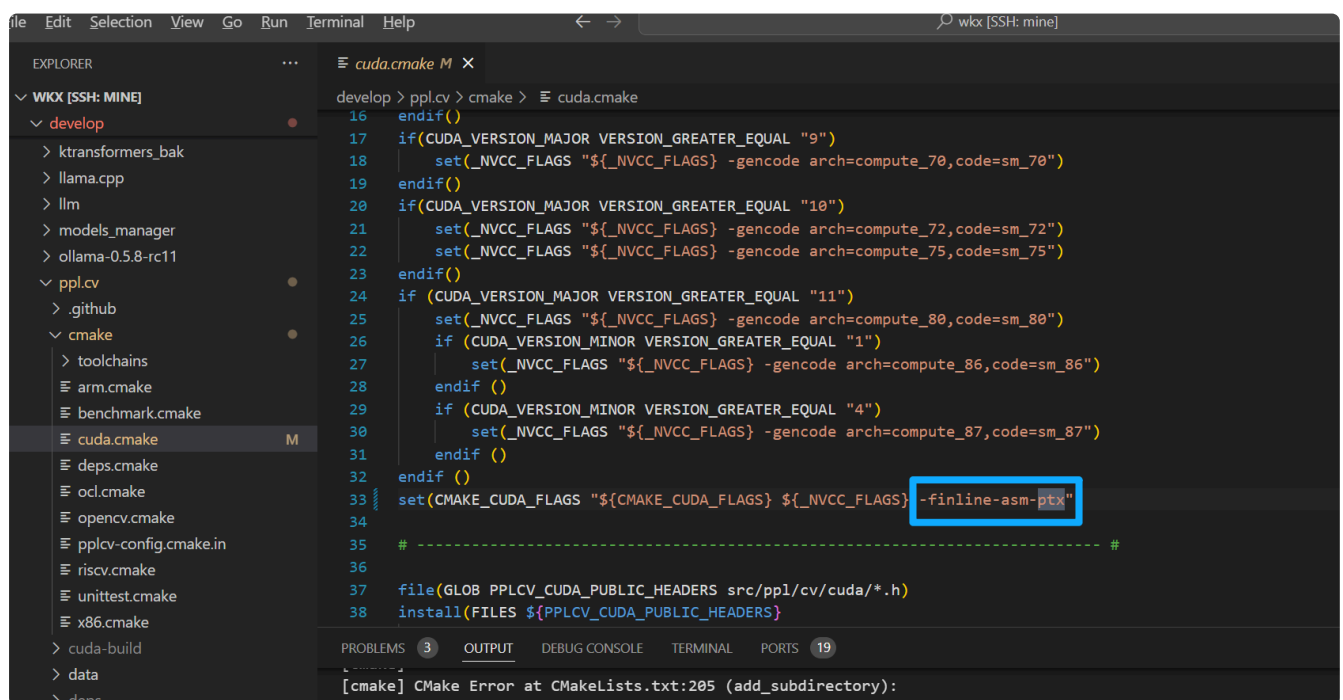 ile Edit Selection View Go Run Terminal Help ← → wkx [SSH: mine]
EXPLORER ···
WKX [SSH: MINE]
develop
ktransformers_bak
llama.cpp
llm
models_manager
ollama-0.5.8-rc11
ppl.cv
.github
cmake
toolchains
arm.cmake
benchmark.cmake
cuda.cmake M
deps.cmake
ocl.cmake
opencv.cmake
pplcv-config.cmake.in
riscv.cmake
unittest.cmake
x86.cmake
cuda-build
data
deps
cuda.cmake M ×
develop > ppl.cv > cmake > cuda.cmake
16 endif()
17 if(CUDA_VERSION_MAJOR VERSION_GREATER_EQUAL "9")
18     set(_NVCC_FLAGS "${_NVCC_FLAGS} -gencode arch=compute_70,code=sm_70")
19 endif()
20 if(CUDA_VERSION_MAJOR VERSION_GREATER_EQUAL "10")
21     set(_NVCC_FLAGS "${_NVCC_FLAGS} -gencode arch=compute_72,code=sm_72")
22     set(_NVCC_FLAGS "${_NVCC_FLAGS} -gencode arch=compute_75,code=sm_75")
23 endif()
24 if (CUDA_VERSION_MAJOR VERSION_GREATER_EQUAL "11")
25     set(_NVCC_FLAGS "${_NVCC_FLAGS} -gencode arch=compute_80,code=sm_80")
26     if (CUDA_VERSION_MINOR VERSION_GREATER_EQUAL "1")
27         set(_NVCC_FLAGS "${_NVCC_FLAGS} -gencode arch=compute_86,code=sm_86")
28     endif ()
29     if (CUDA_VERSION_MINOR VERSION_GREATER_EQUAL "4")
30         set(_NVCC_FLAGS "${_NVCC_FLAGS} -gencode arch=compute_87,code=sm_87")
31     endif ()
32 endif ()
33 set(CMAKE_CUDA_FLAGS "${CMAKE_CUDA_FLAGS} ${_NVCC_FLAGS} -finline-asm-ptx"
34
35 # --------------------------------------------------------------------------- #
36
37 file(GLOB PPLCV_CUDA_PUBLIC_HEADERS src/ppl/cv/cuda/*.h)
38 install(FILES ${PPLCV_CUDA_PUBLIC_HEADERS}
PROBLEMS 3 OUTPUT DEBUG CONSOLE TERMINAL PORTS 19
[cmake]
[cmake] CMake Error at CMakeLists.txt:205 (add_subdirectory):